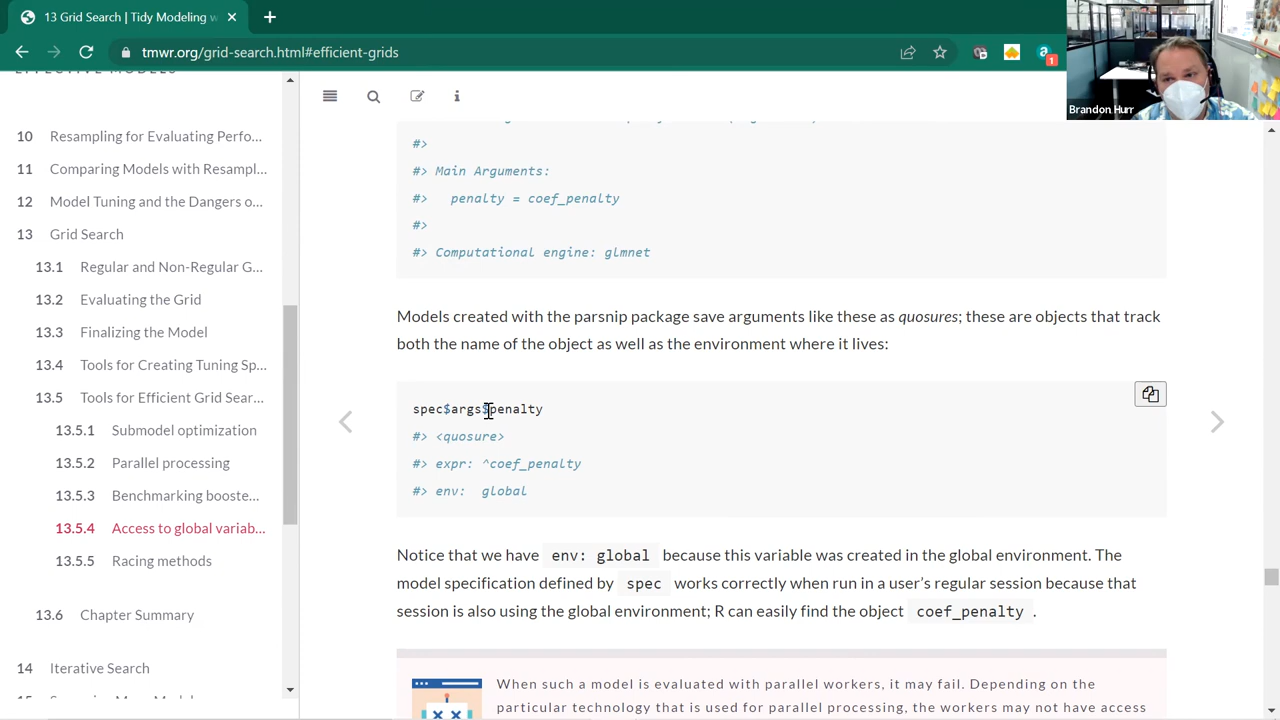 13 Grid Search | Tidy Modeling w
tmwr.org/grid-search.html#efficient-grids
1
Brandon Hurr
EFFECTIVE MODELS
10 Resampling for Evaluating Perfo...
11 Comparing Models with Resampl...
12 Model Tuning and the Dangers o...
13 Grid Search
13.1 Regular and Non-Regular G...
13.2 Evaluating the Grid
13.3 Finalizing the Model
13.4 Tools for Creating Tuning Sp...
13.5 Tools for Efficient Grid Sear...
13.5.1 Submodel optimization
13.5.2 Parallel processing
13.5.3 Benchmarking booste...
13.5.4 Access to global variab...
13.5.5 Racing methods
13.6 Chapter Summary
14 Iterative Search
#>
#> Main Arguments:
#>   penalty = coef_penalty
#>
#> Computational engine: glmnet
Models created with the parsnip package save arguments like these as quosures; these are objects that track
both the name of the object as well as the environment where it lives:
spec$args$penalty
#> <quosure>
#> expr: ^coef_penalty
#> env:  global
Notice that we have env: global because this variable was created in the global environment. The
model specification defined by spec works correctly when run in a user's regular session because that
session is also using the global environment; R can easily find the object coef_penalty .
When such a model is evaluated with parallel workers, it may fail. Depending on the
particular technology that is used for parallel processing, the workers may not have access